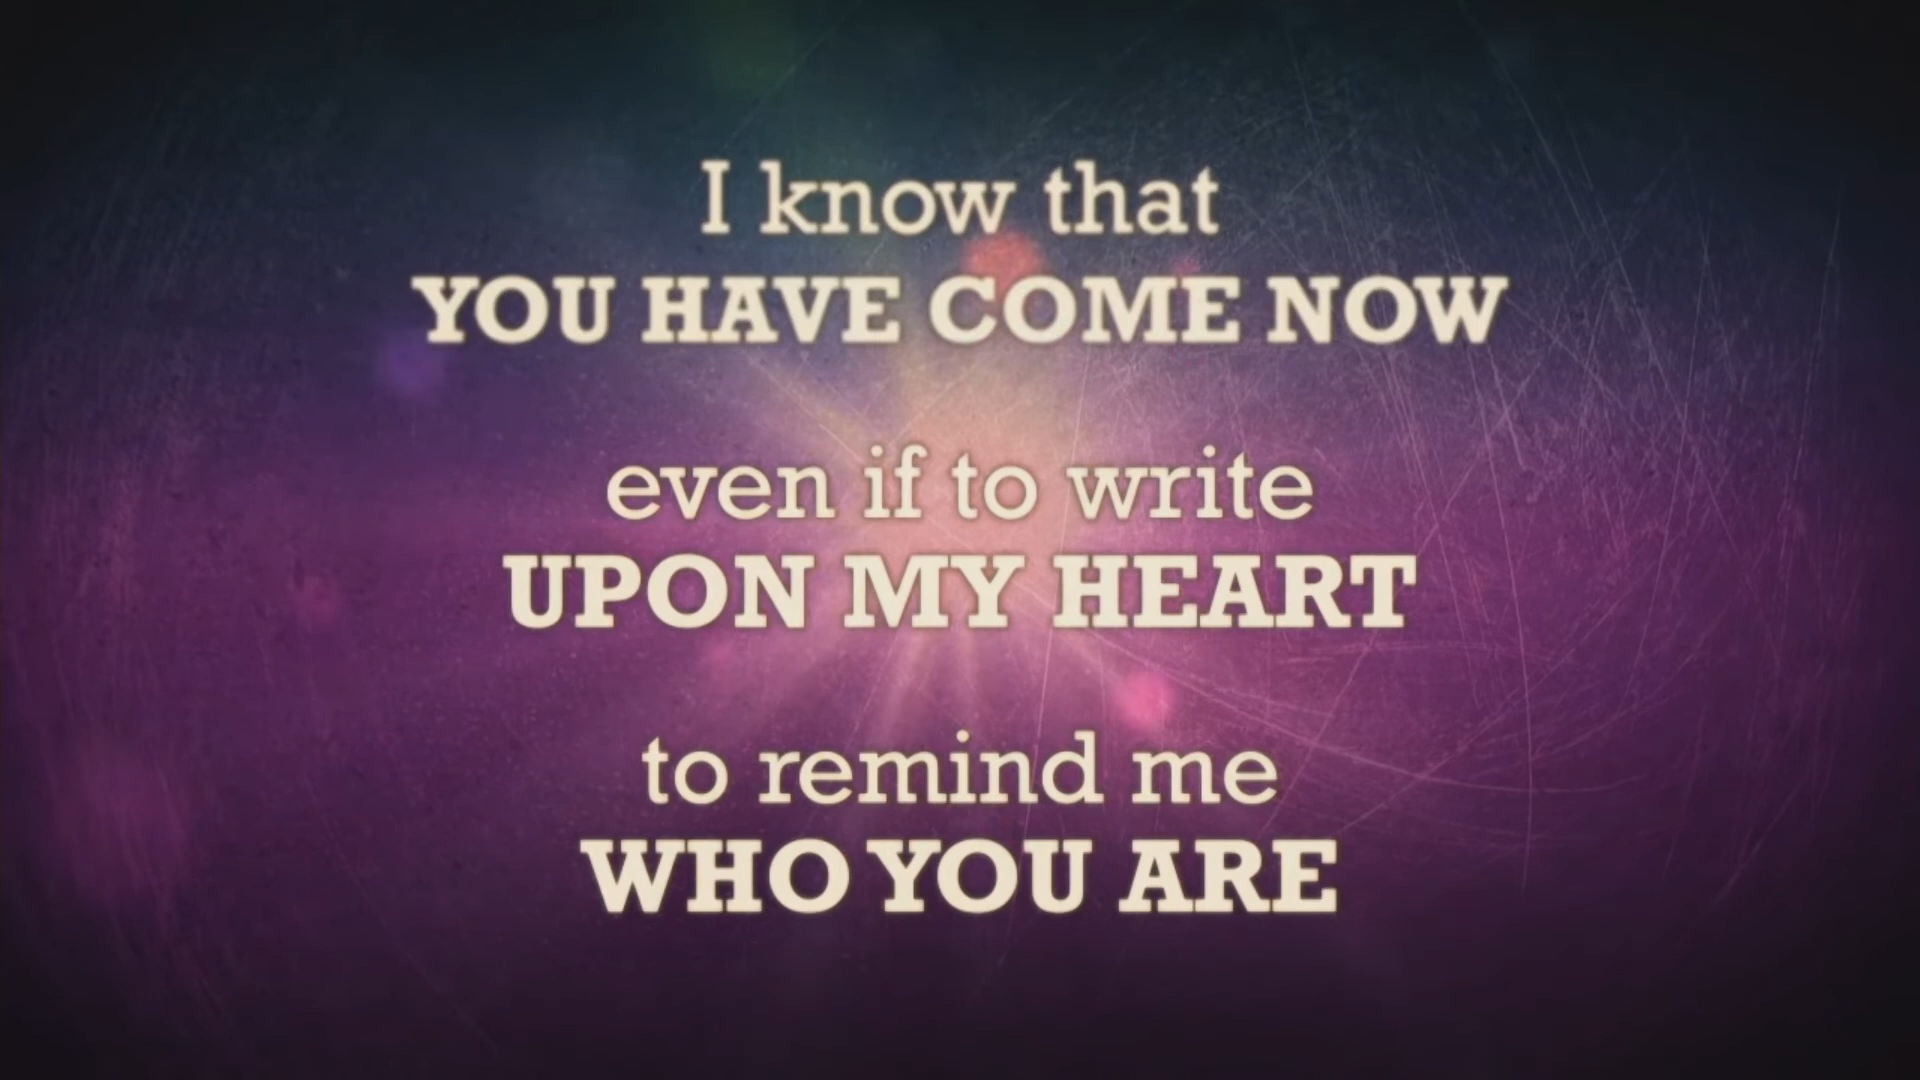 I know that
YOU HAVE COME NOW
even if to write
UPON MY HEART
to remind me
WHO YOU ARE